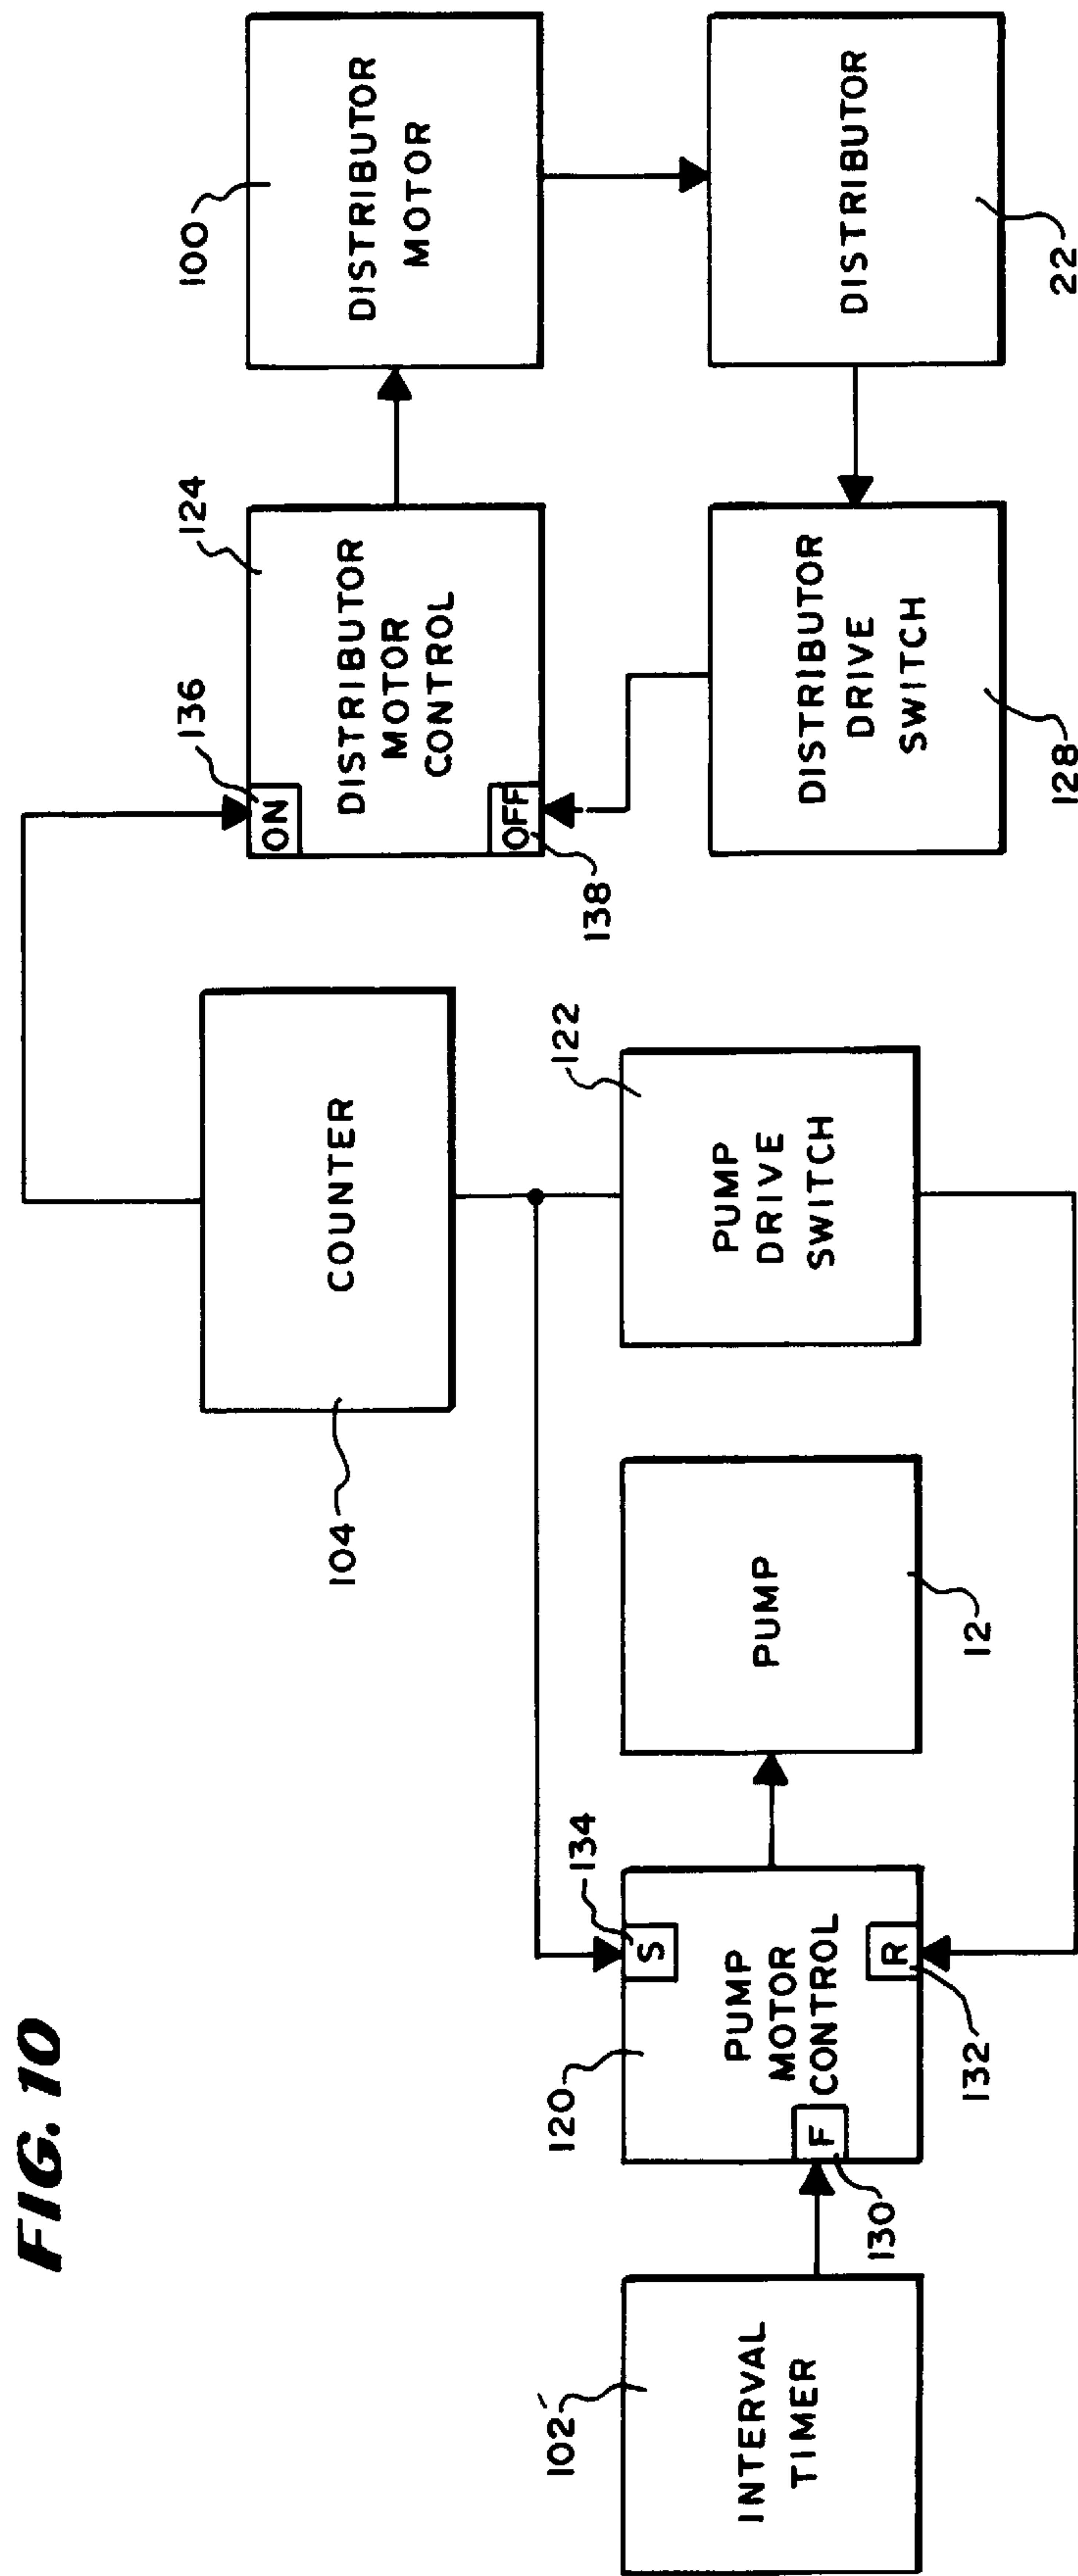 FIG. 10
102
INTERVAL
TIMER
130
F
120
PUMP
MOTOR
CONTROL
S
134
R
132
PUMP
12
104
COUNTER
122
PUMP
DRIVE
SWITCH
136
ON
124
DISTRIBUTOR
MOTOR
CONTROL
OFF
138
100
DISTRIBUTOR
MOTOR
DISTRIBUTOR
22
DISTRIBUTOR
DRIVE
SWITCH
128